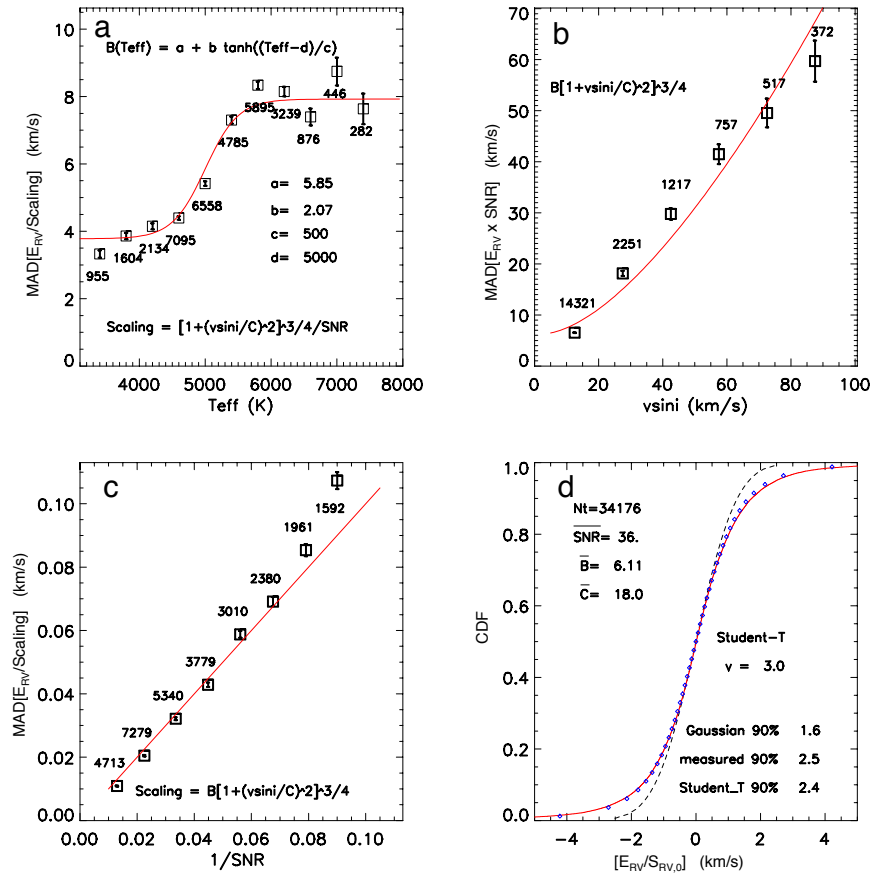 a
B(Teff) = a + b tanh((Teff-d)/c)
10
8
6
4
2
0
MAD[E_RV/Scaling] (km/s)
955
1604
2134
7095
6558
4785
5895
3239
876
446
282
a= 5.85
b= 2.07
c= 500
d= 5000
Scaling = [1+(vsini/C)^2]^3/4/SNR
4000 5000 6000 7000 8000
Teff (K)
b
B[1+vsini/C)^2]^3/4
70
60
50
40
30
20
10
0
MAD[E_RV x SNR] (km/s)
14321
2251
1217
757
517
372
0 20 40 60 80 100
vsini (km/s)
c
0.10
0.08
0.06
0.04
0.02
0.00
MAD[E_RV/Scaling] (km/s)
4713
7279
5340
3779
3010
2380
1961
1592
Scaling = B[1+(vsini/C)^2]^3/4
0.00 0.02 0.04 0.06 0.08 0.10
1/SNR
d
1.0
0.8
0.6
0.4
0.2
0.0
CDF
Nt=34176
SNR= 36.
B= 6.11
C= 18.0
Student-T
v = 3.0
Gaussian 90% 1.6
measured 90% 2.5
Student_T 90% 2.4
-4 -2 0 2 4
[E_RV/S_RV,0] (km/s)